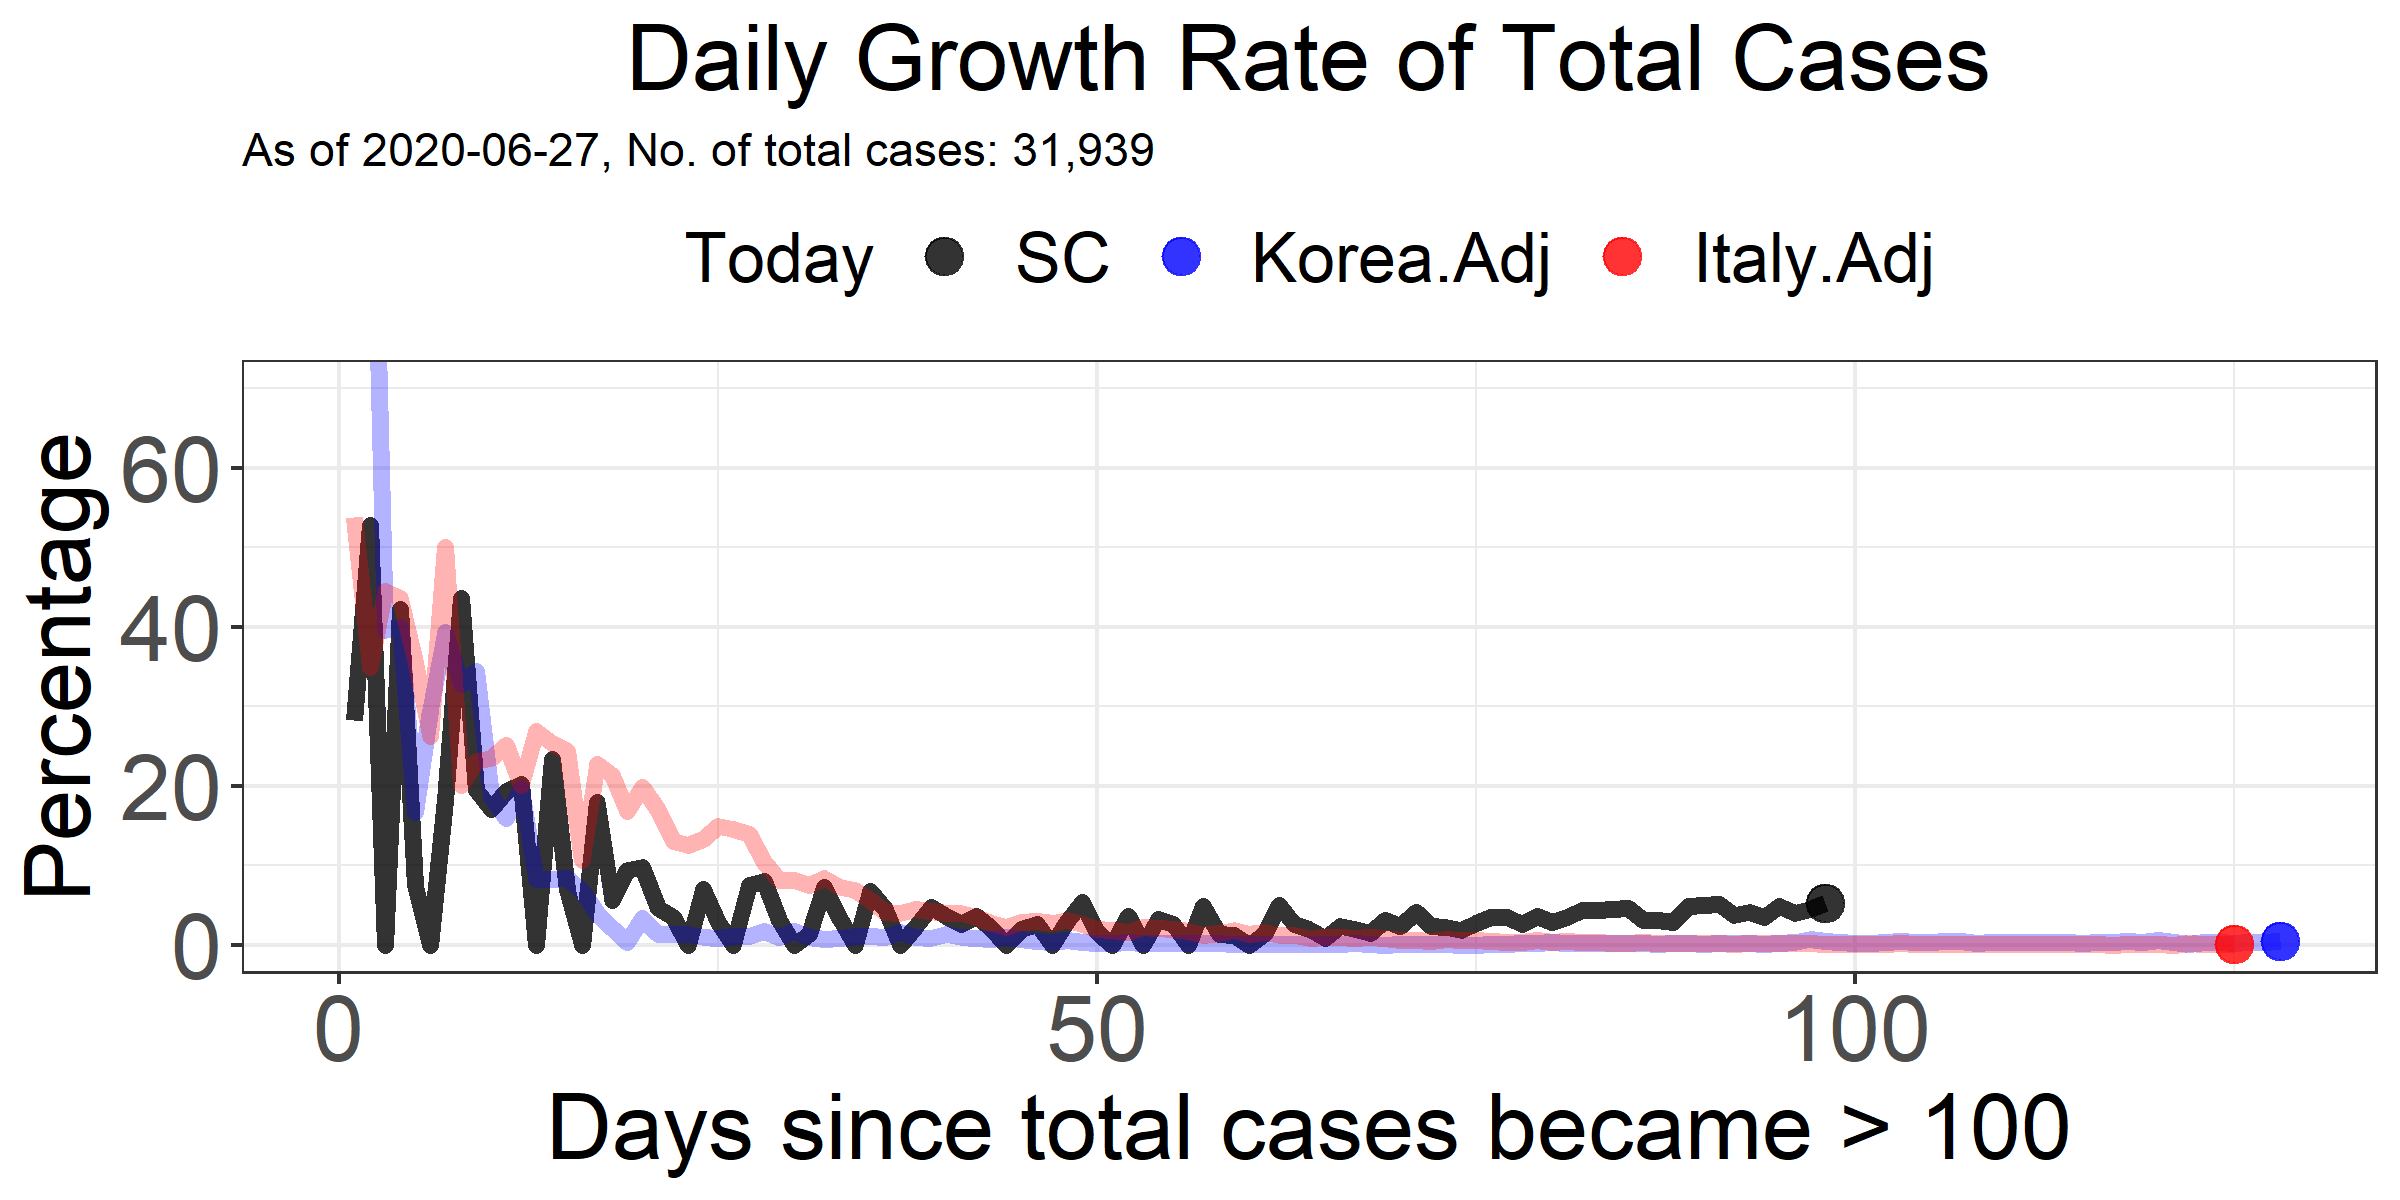 Daily Growth Rate of Total Cases
As of 2020-06-27, No. of total cases: 31,939
Today SC Korea.Adj Italy.Adj
Percentage
60
40
20
0
0 50 100
Days since total cases became > 100